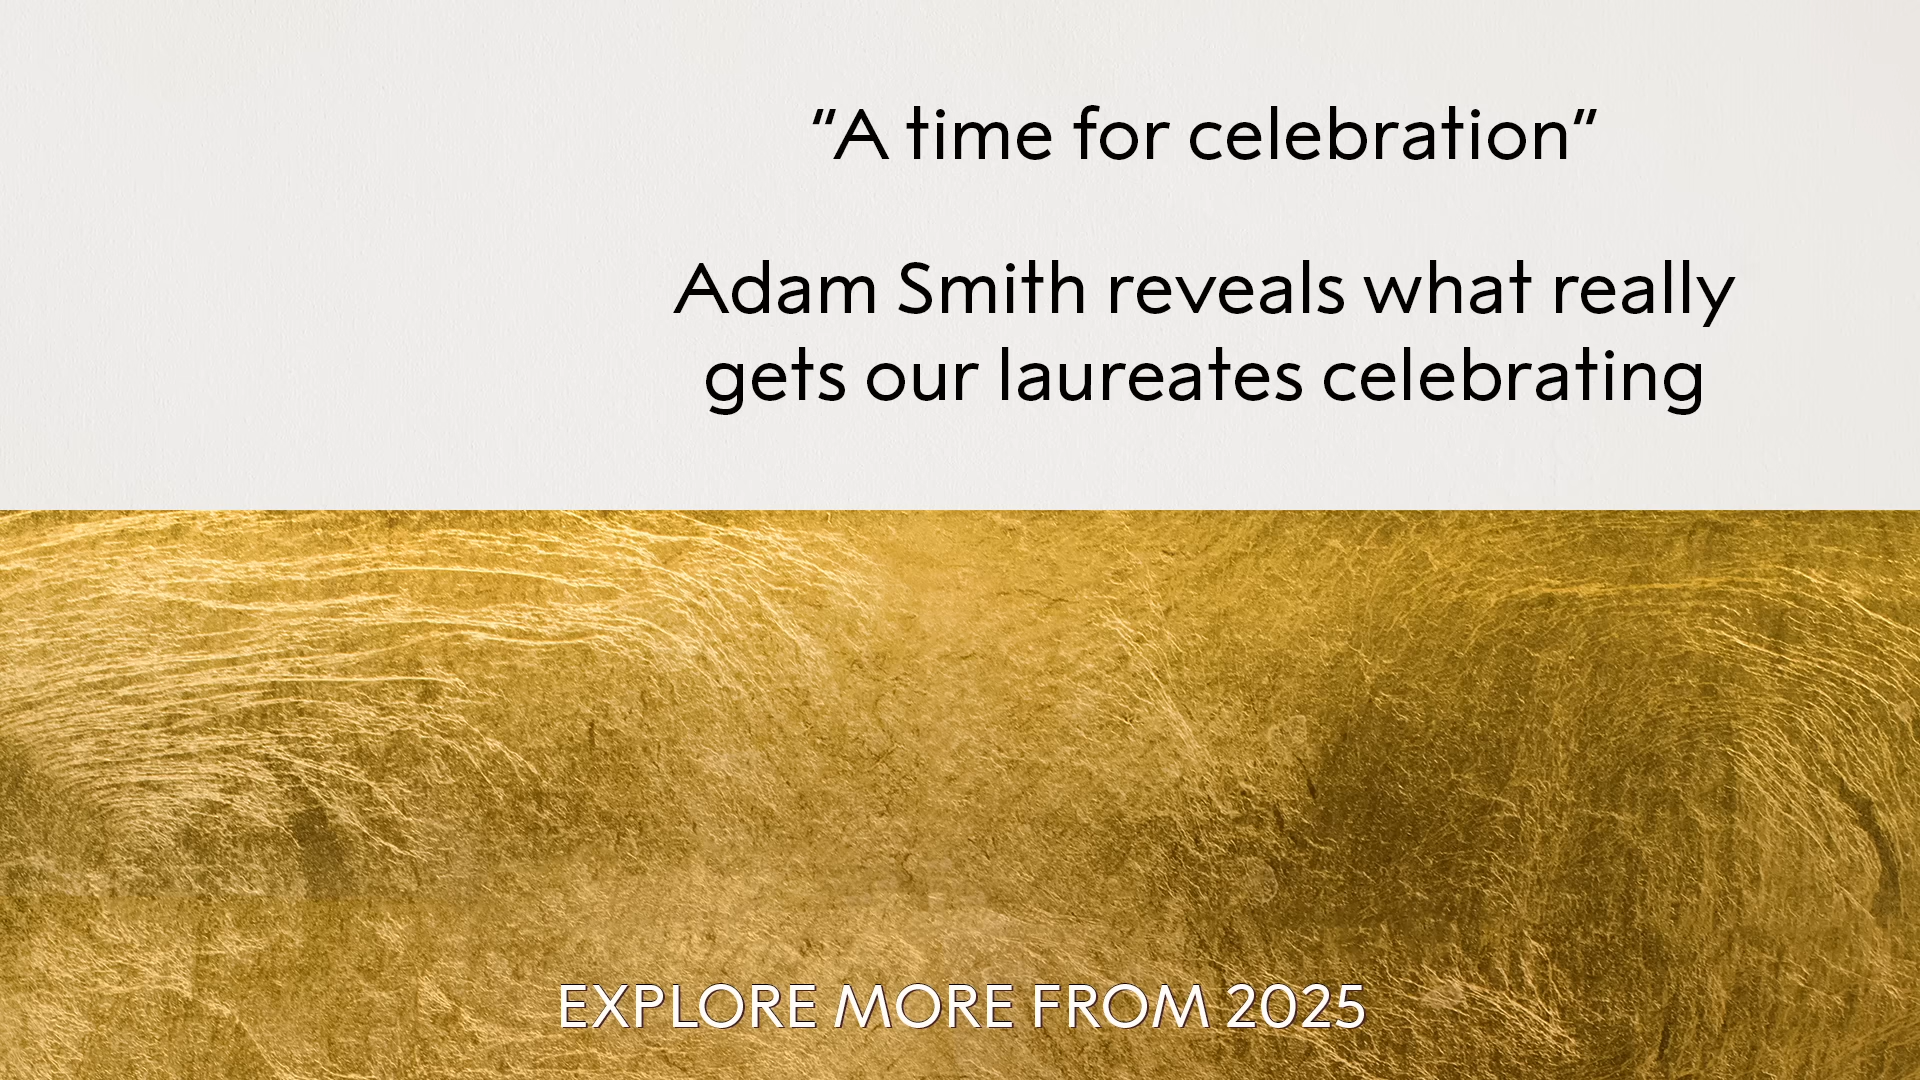 "A time for celebration"
Adam Smith reveals what really
gets our laureates celebrating
EXPLORE MORE FROM 2025